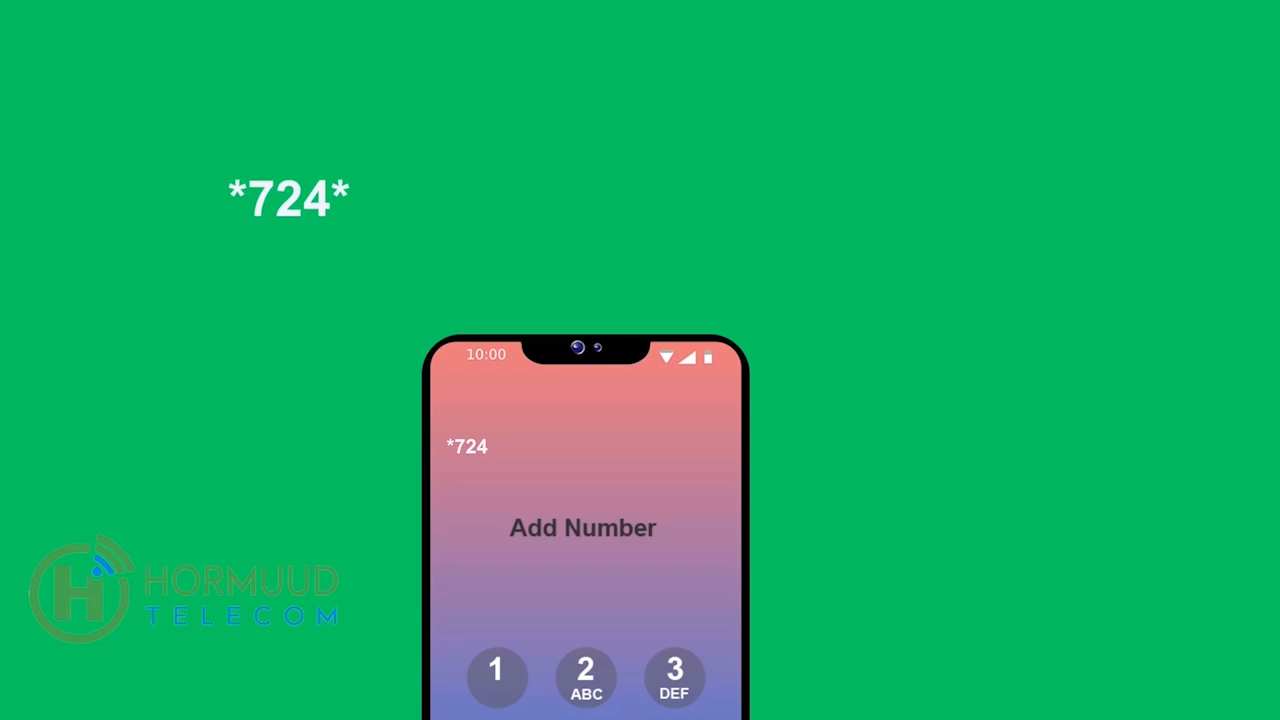 *724*
10:00
*724
Add Number
HORMUUD
TELECOM
1 2 3
ABC DEF